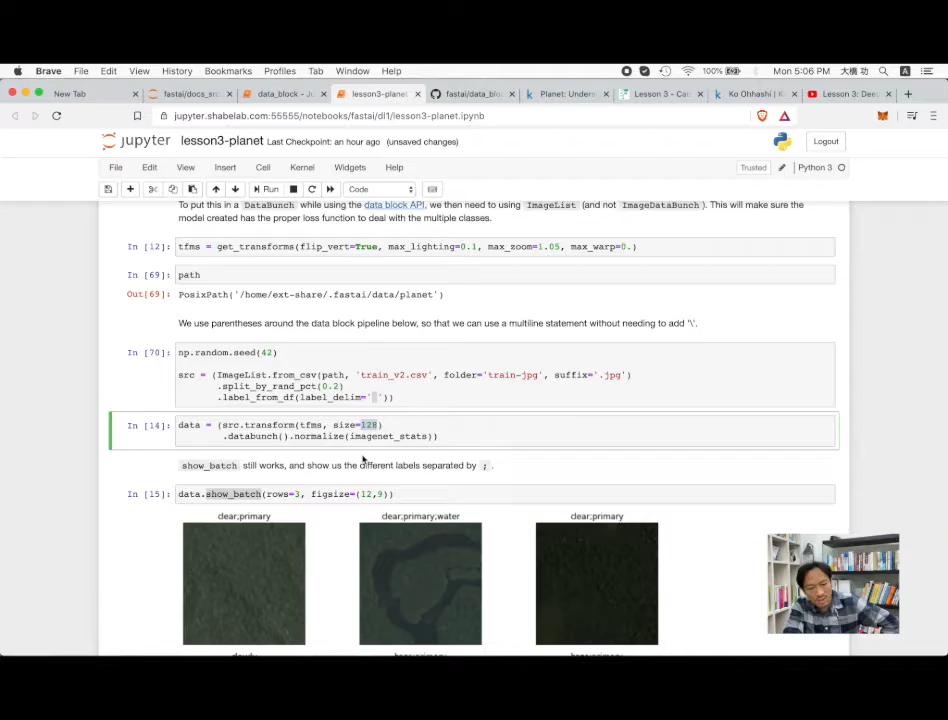 Brave File Edit View History Bookmarks Profiles Tab Window Help
100% Mon 5:06 PM 大橋 功 A
New Tab
fastai/docs_src
data_block - Ju
lesson3-planet
fastai/data_blo
Planet: Unders
Lesson 3 - Ca
Ko Ohhashi | K
Lesson 3: Dee
jupyter.shabelab.com:55555/notebooks/fastai/dl1/lesson3-planet.ipynb
jupyter lesson3-planet Last Checkpoint: an hour ago (unsaved changes) Logout
File Edit View Insert Cell Kernel Widgets Help Trusted Python 3
Run Code
To put this in a DataBunch while using the data block API, we then need to using ImageList (and not ImageDataBunch). This will make sure the
model created has the proper loss function to deal with the multiple classes.
In [12]: tfms = get_transforms(flip_vert=True, max_lighting=0.1, max_zoom=1.05, max_warp=0.)
In [69]: path
Out[69]: PosixPath('/home/ext-share/.fastai/data/planet')
We use parentheses around the data block pipeline below, so that we can use a multiline statement without needing to add '\'.
In [70]: np.random.seed(42)
src = (ImageList.from_csv(path, 'train_v2.csv', folder='train-jpg', suffix='.jpg')
.split_by_rand_pct(0.2)
.label_from_df(label_delim=' '))
In [14]: data = (src.transform(tfms, size=128)
.databunch().normalize(imagenet_stats))
show_batch still works, and show us the different labels separated by ;.
In [15]: data.show_batch(rows=3, figsize=(12,9))
clear;primary clear;primary;water clear;primary